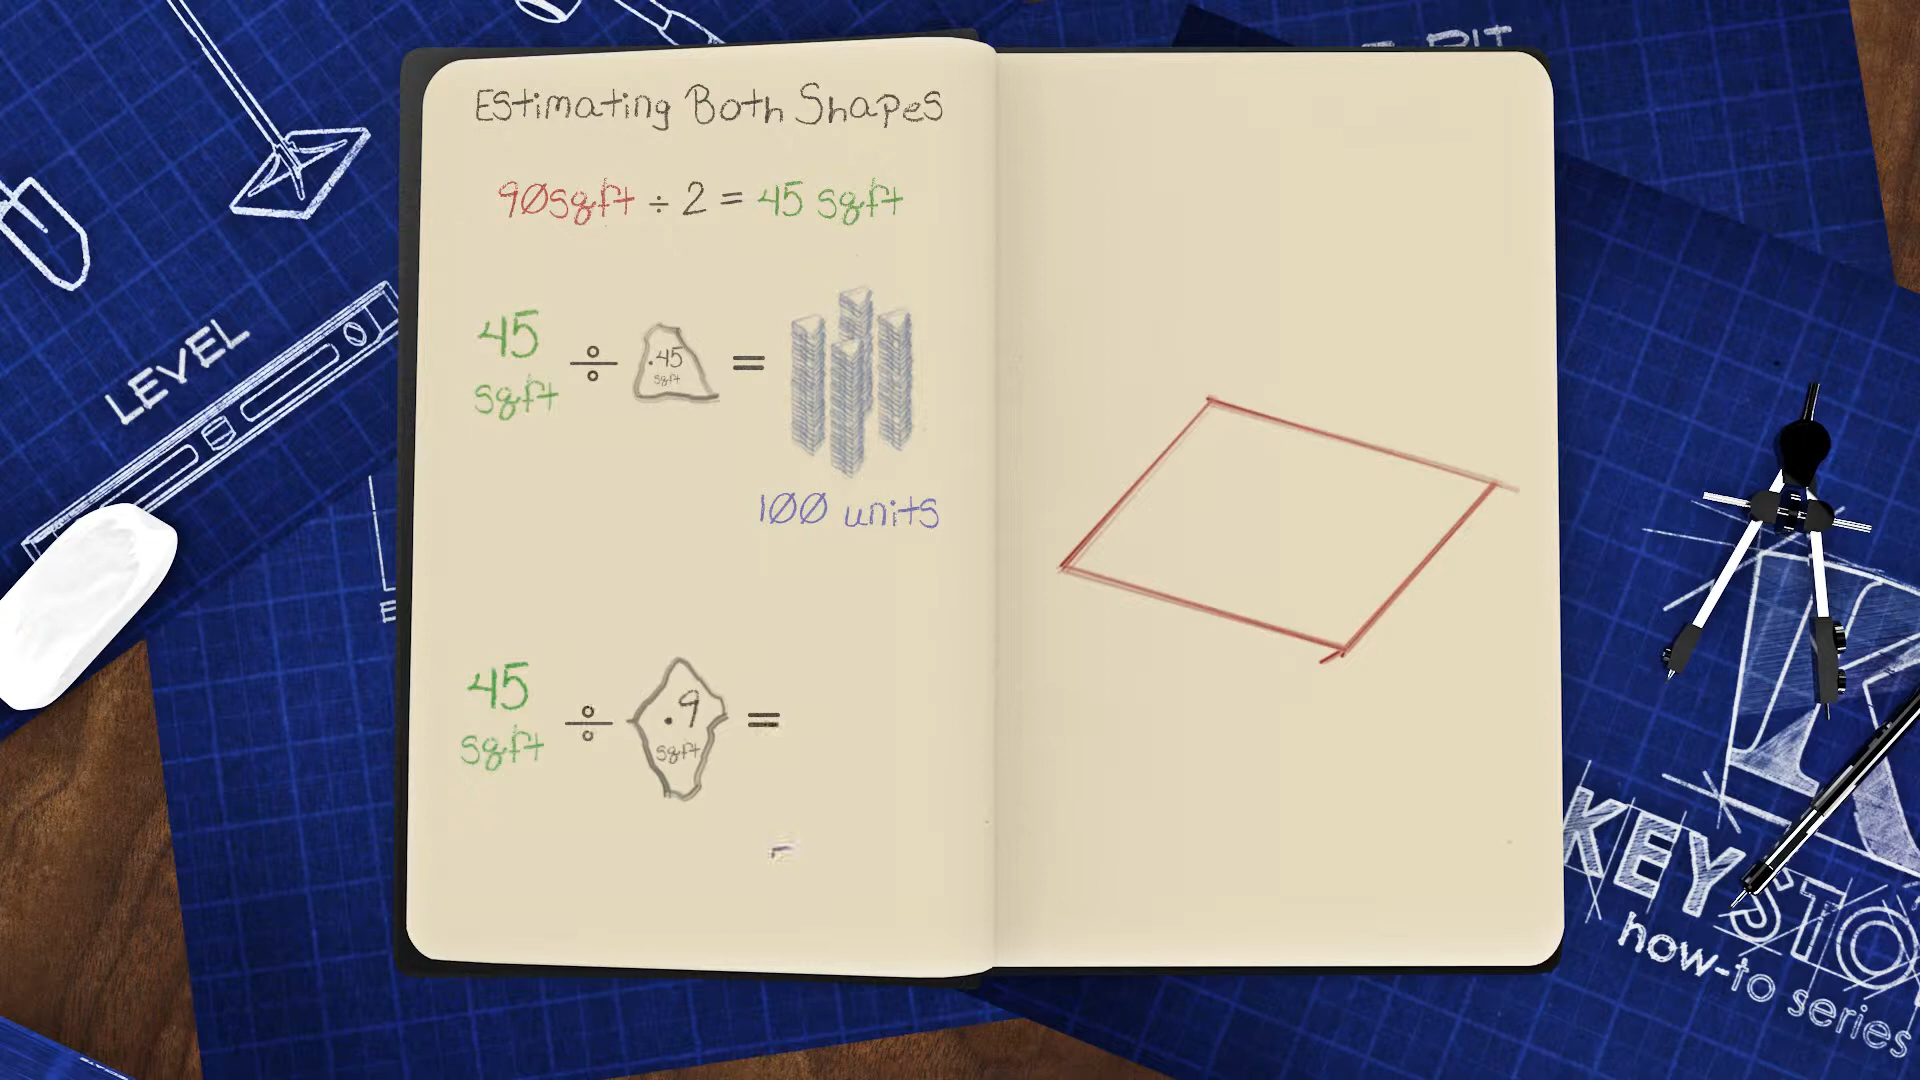 Estimating Both Shapes
90sqft ÷ 2 = 45 sqft
45 sqft ÷ .45 sqft =
100 units
45 sqft ÷ .9 sqft =
LEVEL
KEYSTO
how-to series